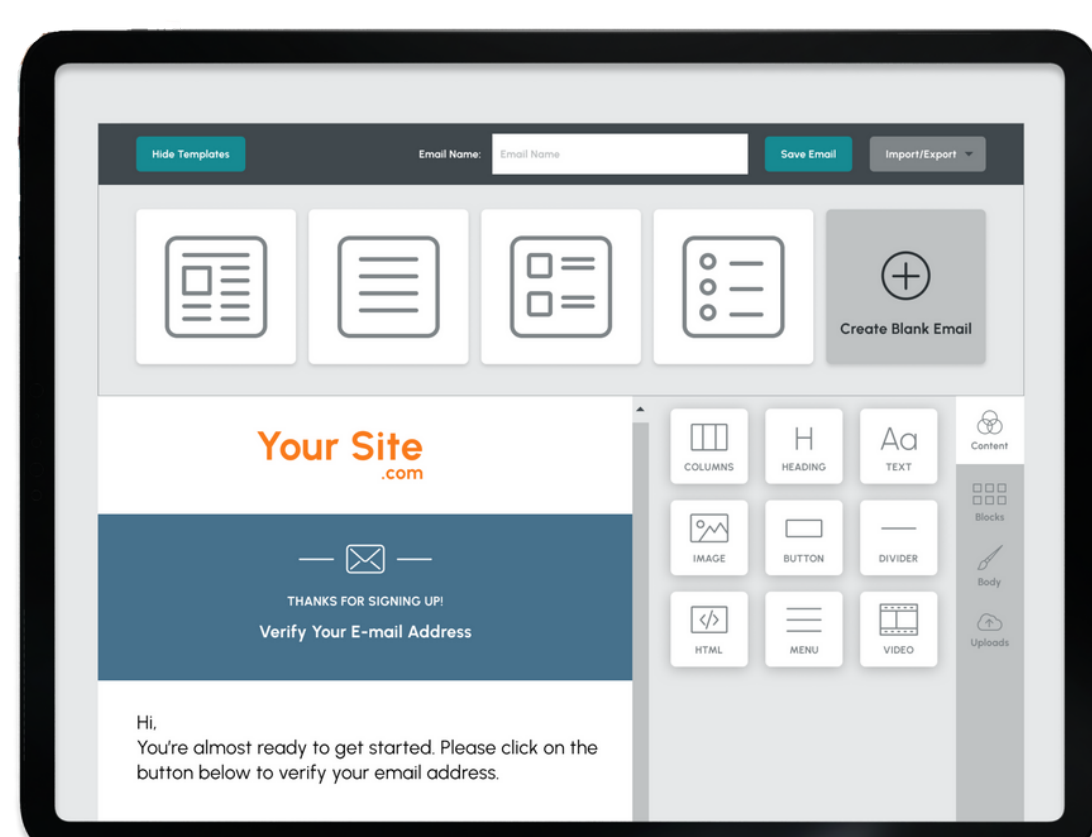 Hide Templates
Email Name:
Email Name
Save Email
Import/Export
Create Blank Email
Your Site
.com
THANKS FOR SIGNING UP!
Verify Your E-mail Address
Hi,
You're almost ready to get started. Please click on the
button below to verify your email address.
COLUMNS
H
HEADING
Aa
TEXT
IMAGE
BUTTON
DIVIDER
</>
HTML
MENU
VIDEO
Content
Blocks
Body
Uploads